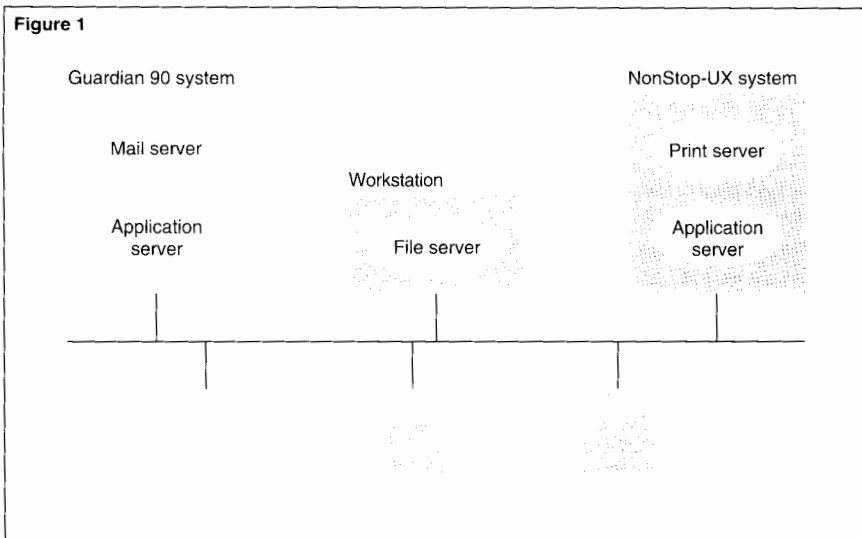 Figure 1
Guardian 90 system
NonStop-UX system
Mail server
Print server
Workstation
Application
server
File server
Application
server